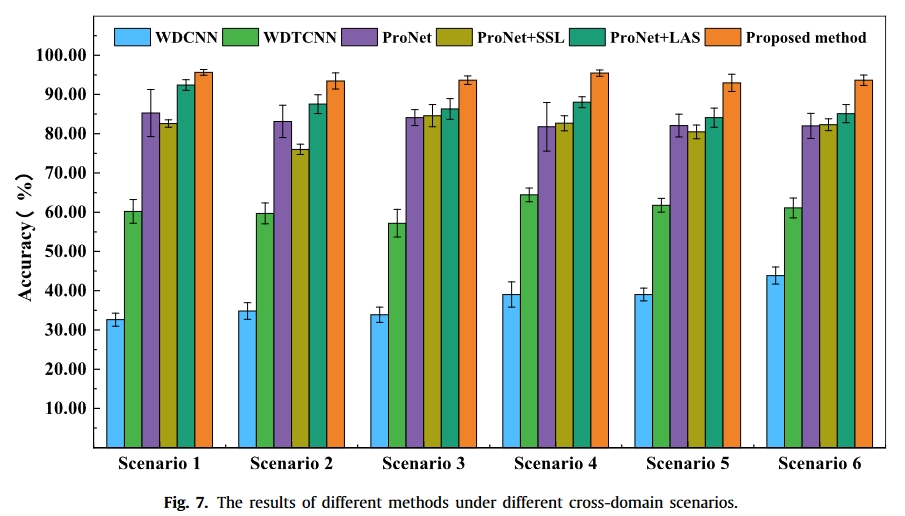 WDCNN WDTCNN ProNet ProNet+SSL ProNet+LAS Proposed method
100.00
90.00
80.00
70.00
60.00
50.00
40.00
30.00
20.00
10.00
Accuracy( %)
Scenario 1 Scenario 2 Scenario 3 Scenario 4 Scenario 5 Scenario 6
Fig. 7. The results of different methods under different cross-domain scenarios.